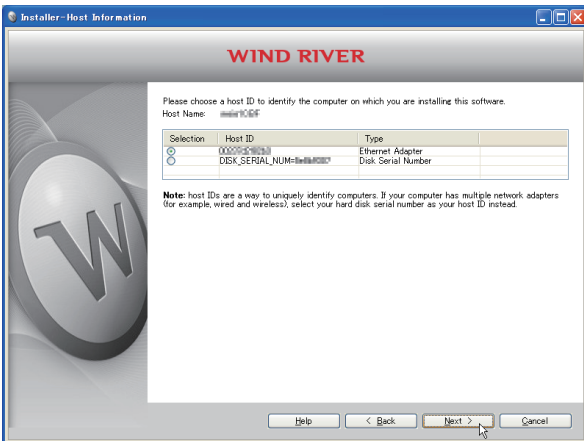 Installer-Host Information
WIND RIVER
Please choose a host ID to identify the computer on which you are installing this software.
Host Name:
Selection Host ID Type
Ethernet Adapter
DISK_SERIAL_NUM= Disk Serial Number
Note: host IDs are a way to uniquely identify computers. If your computer has multiple network adapters
(for example, wired and wireless), select your hard disk serial number as your host ID instead.
W
Help < Back Next > Cancel